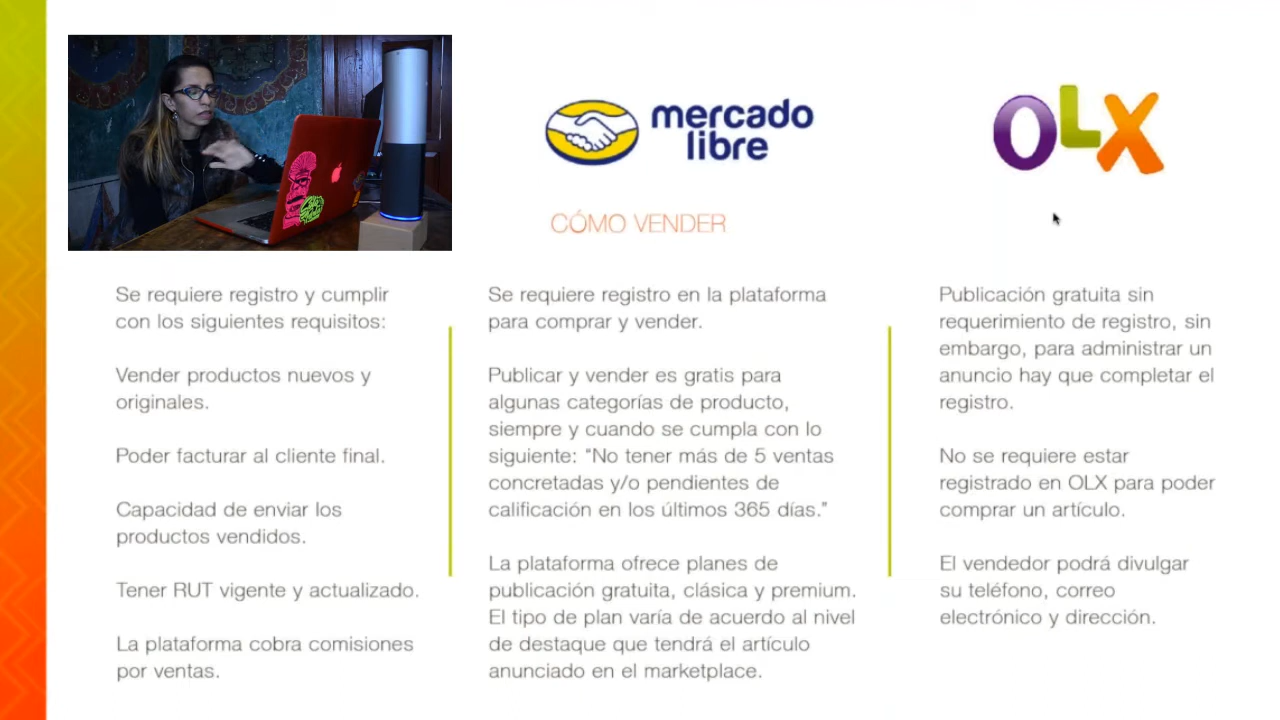 mercado
libre
OLX
CÓMO VENDER
Se requiere registro y cumplir
con los siguientes requisitos:
Vender productos nuevos y
originales.
Poder facturar al cliente final.
Capacidad de enviar los
productos vendidos.
Tener RUT vigente y actualizado.
La plataforma cobra comisiones
por ventas.
Se requiere registro en la plataforma
para comprar y vender.
Publicar y vender es gratis para
algunas categorías de producto,
siempre y cuando se cumpla con lo
siguiente: “No tener más de 5 ventas
concretadas y/o pendientes de
calificación en los últimos 365 días.”
La plataforma ofrece planes de
publicación gratuita, clásica y premium.
El tipo de plan varía de acuerdo al nivel
de destaque que tendrá el artículo
anunciado en el marketplace.
Publicación gratuita sin
requerimiento de registro, sin
embargo, para administrar un
anuncio hay que completar el
registro.
No se requiere estar
registrado en OLX para poder
comprar un artículo.
El vendedor podrá divulgar
su teléfono, correo
electrónico y dirección.